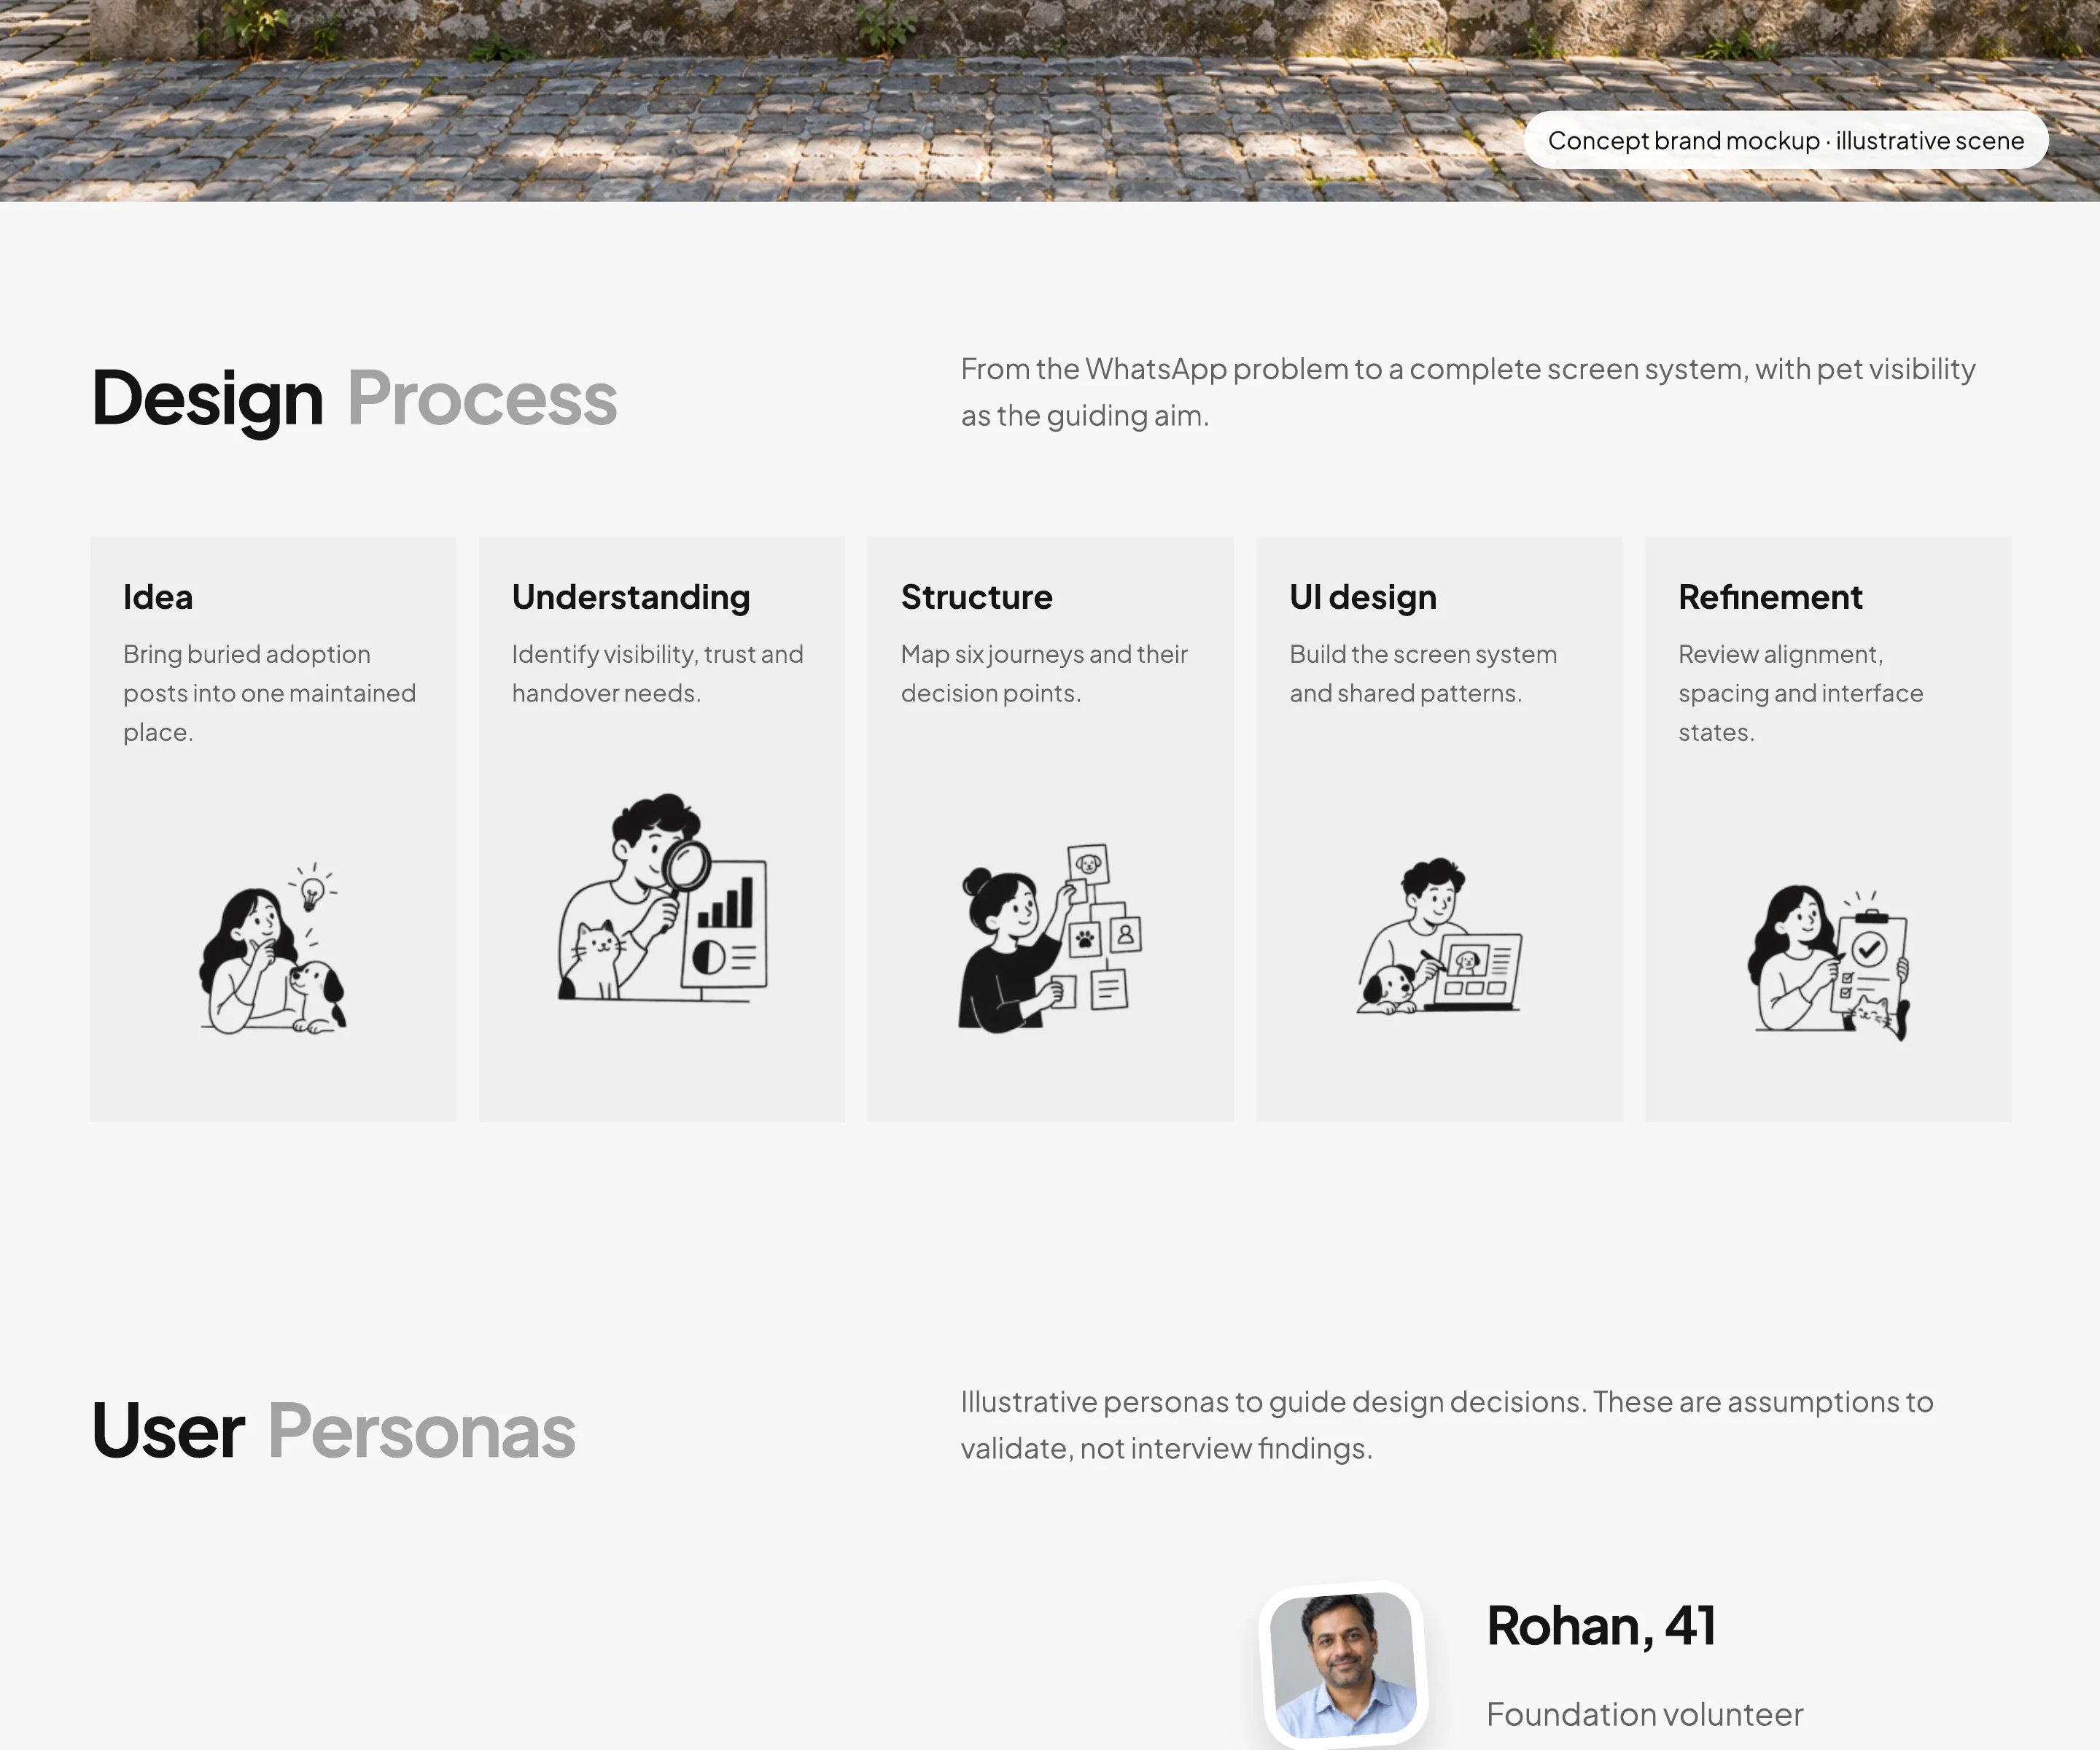 Concept brand mockup · illustrative scene
Design Process
From the WhatsApp problem to a complete screen system, with pet visibility
as the guiding aim.
Idea
Bring buried adoption
posts into one maintained
place.
Understanding
Identify visibility, trust and
handover needs.
Structure
Map six journeys and their
decision points.
UI design
Build the screen system
and shared patterns.
Refinement
Review alignment,
spacing and interface
states.
User Personas
Illustrative personas to guide design decisions. These are assumptions to
validate, not interview findings.
Rohan, 41
Foundation volunteer